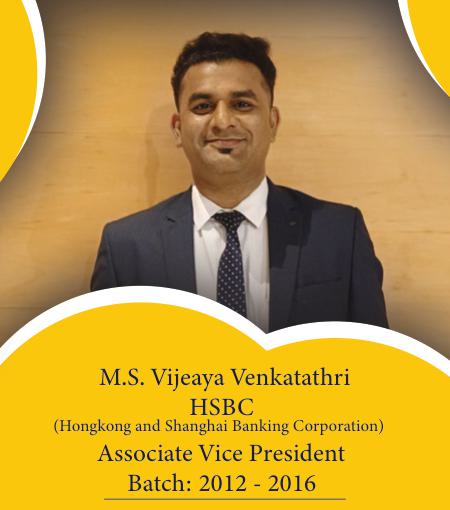 M.S. Vijeaya Venkatathri
HSBC
(Hongkong and Shanghai Banking Corporation)
Associate Vice President
Batch: 2012 - 2016